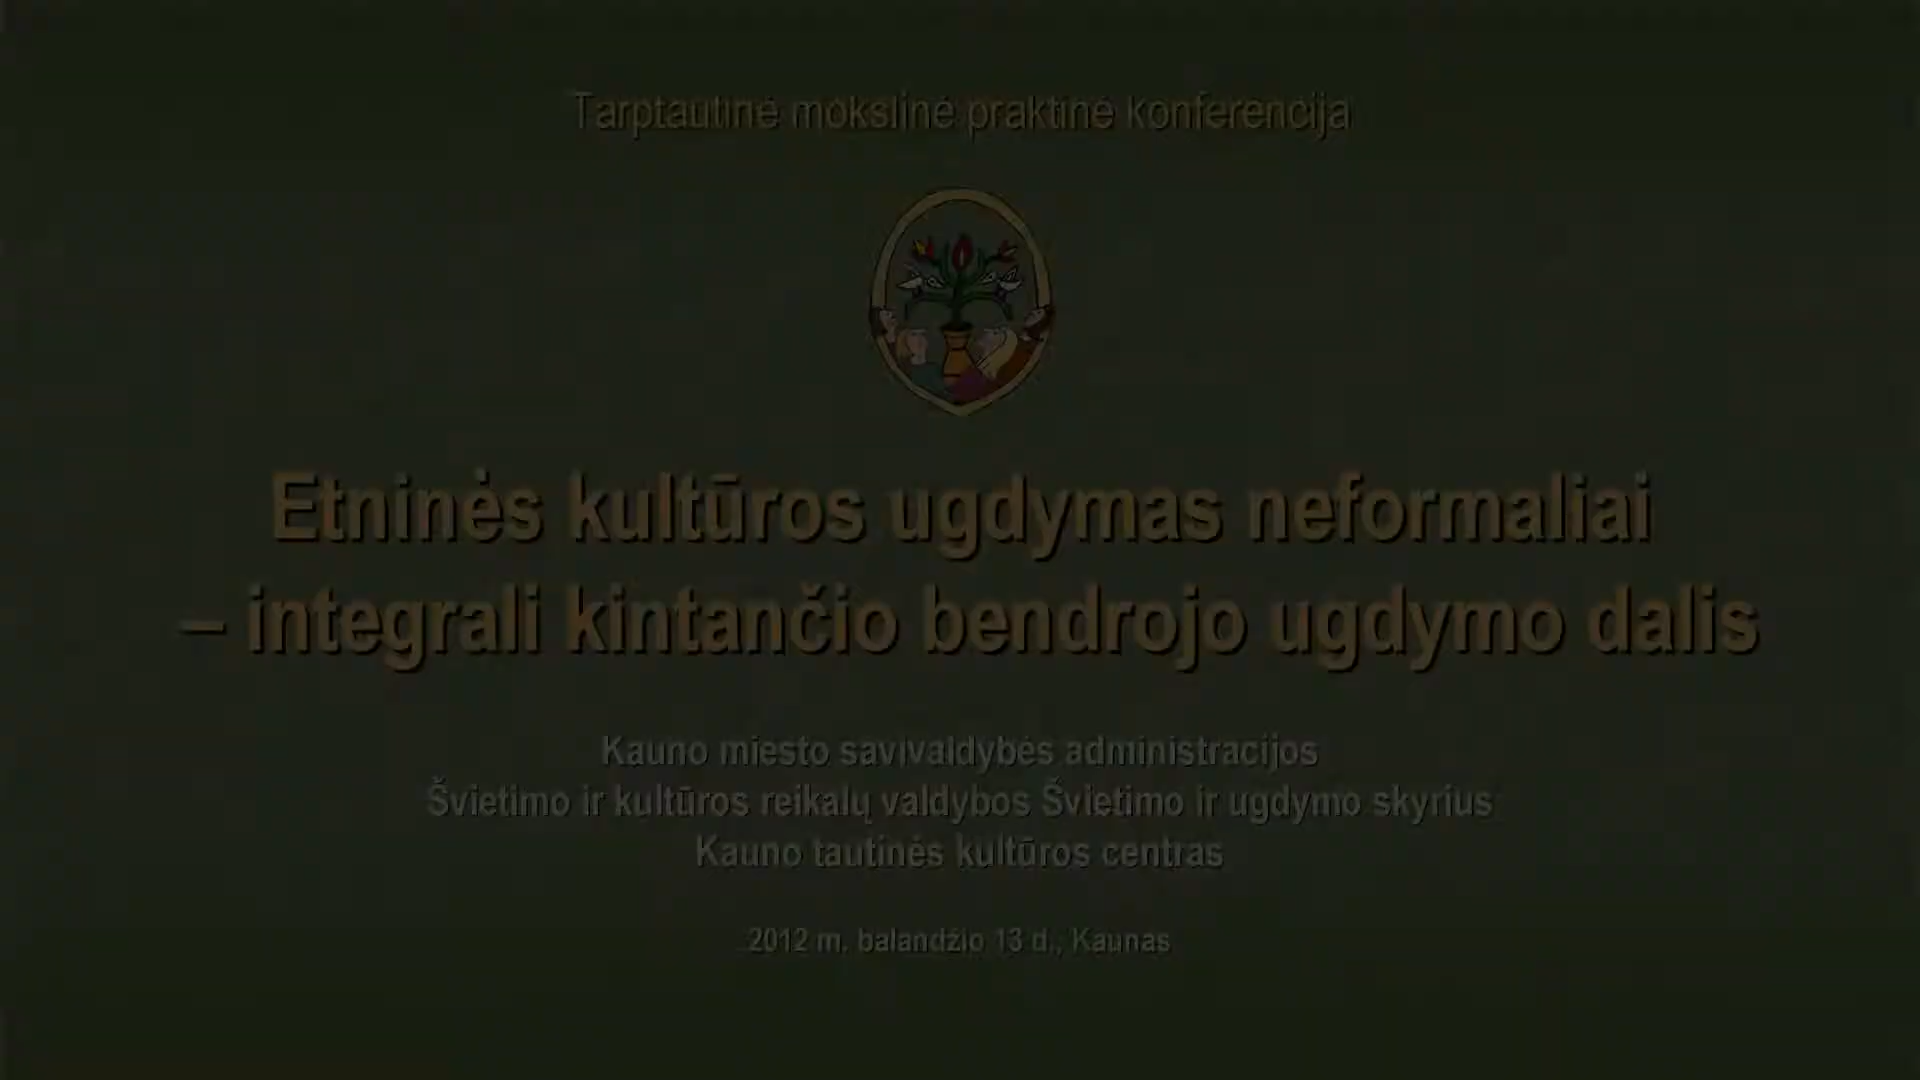 Tarptautinė mokslinė praktinė konferencija
Etninės kultūros ugdymas neformaliai
– integrali kintančio bendrojo ugdymo dalis
Kauno miesto savivaldybės administracijos
Švietimo ir kultūros reikalų valdybos Švietimo ir ugdymo skyrius
Kauno tautinės kultūros centras
2012 m. balandžio 13 d., Kaunas